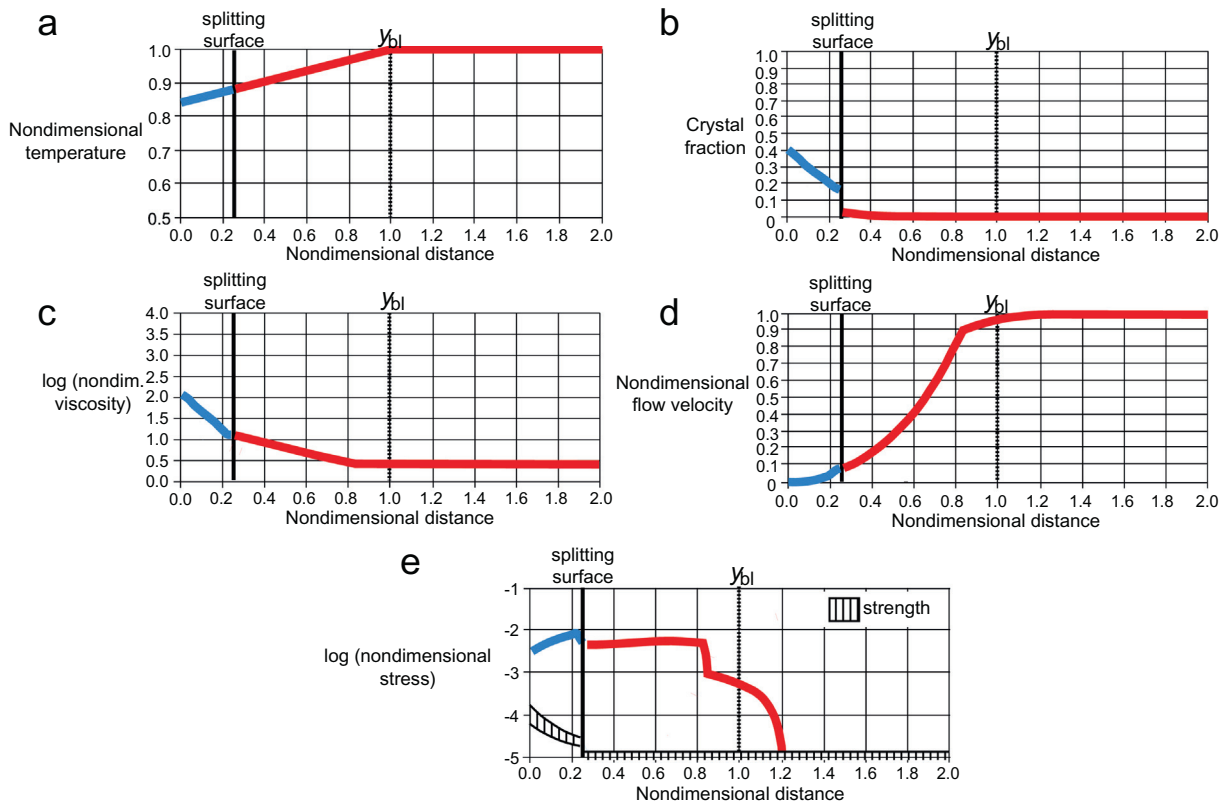 a
splitting
surface
y_bl
1.0
0.9
0.8
0.7
0.6
0.5
Nondimensional
temperature
0.0 0.2 0.4 0.6 0.8 1.0 1.2 1.4 1.6 1.8 2.0
Nondimensional distance
b
splitting
surface
y_bl
1.0
0.9
0.8
0.7
0.6
0.5
0.4
0.3
0.2
0.1
0
Crystal
fraction
0.0 0.2 0.4 0.6 0.8 1.0 1.2 1.4 1.6 1.8 2.0
Nondimensional distance
c
splitting
surface
y_bl
4.0
3.5
3.0
2.5
2.0
1.5
1.0
0.5
0.0
log (nondim.
viscosity)
0.0 0.2 0.4 0.6 0.8 1.0 1.2 1.4 1.6 1.8 2.0
Nondimensional distance
d
splitting
surface
y_bl
1.0
0.9
0.8
0.7
0.6
0.5
0.4
0.3
0.2
0.1
0
Nondimensional
flow velocity
0.0 0.2 0.4 0.6 0.8 1.0 1.2 1.4 1.6 1.8 2.0
Nondimensional distance
e
splitting
surface
y_bl
strength
-1
-2
-3
-4
-5
log (nondimensional
stress)
0.0 0.2 0.4 0.6 0.8 1.0 1.2 1.4 1.6 1.8 2.0
Nondimensional distance